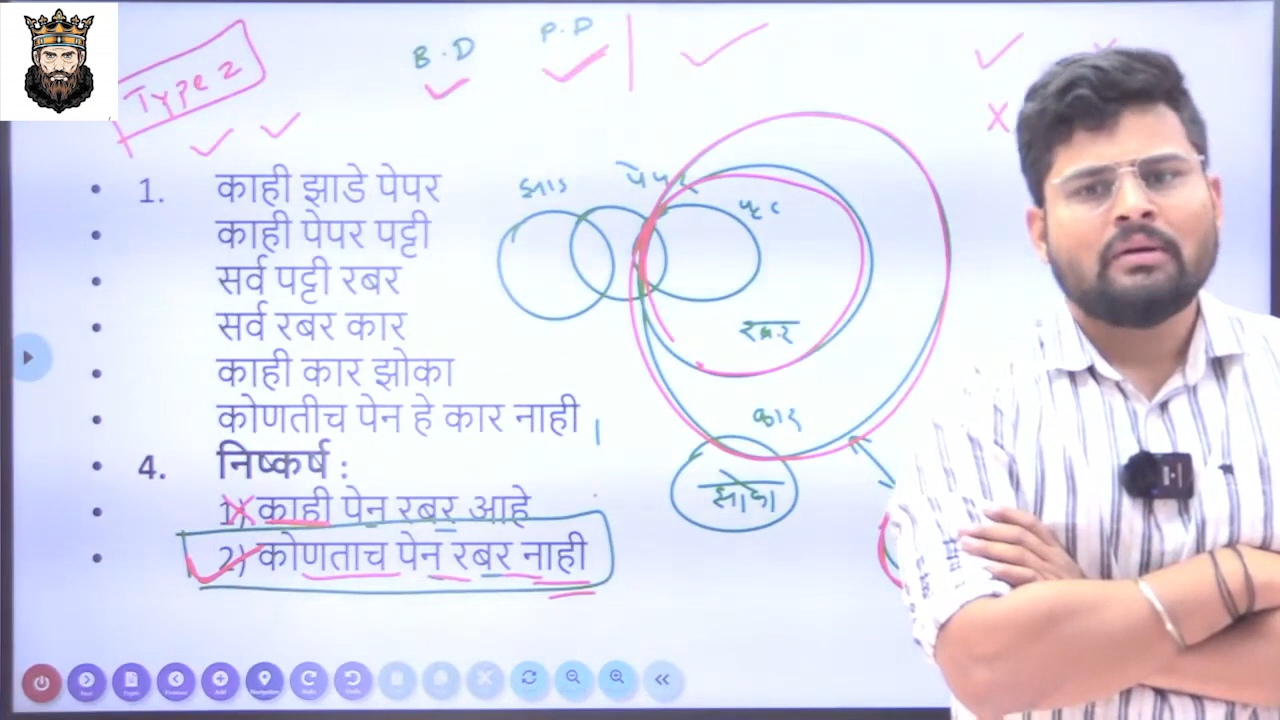 Type 2
B.D
P.D
1. काही झाडे पेपर
काही पेपर पट्टी
सर्व पट्टी रबर
सर्व रबर कार
काही कार झोका
कोणतीच पेन हे कार नाही
4. निष्कर्ष :
1) काही पेन रबर आहे
2) कोणताच पेन रबर नाही
झाड
पेपर
रबर
कार
झोका